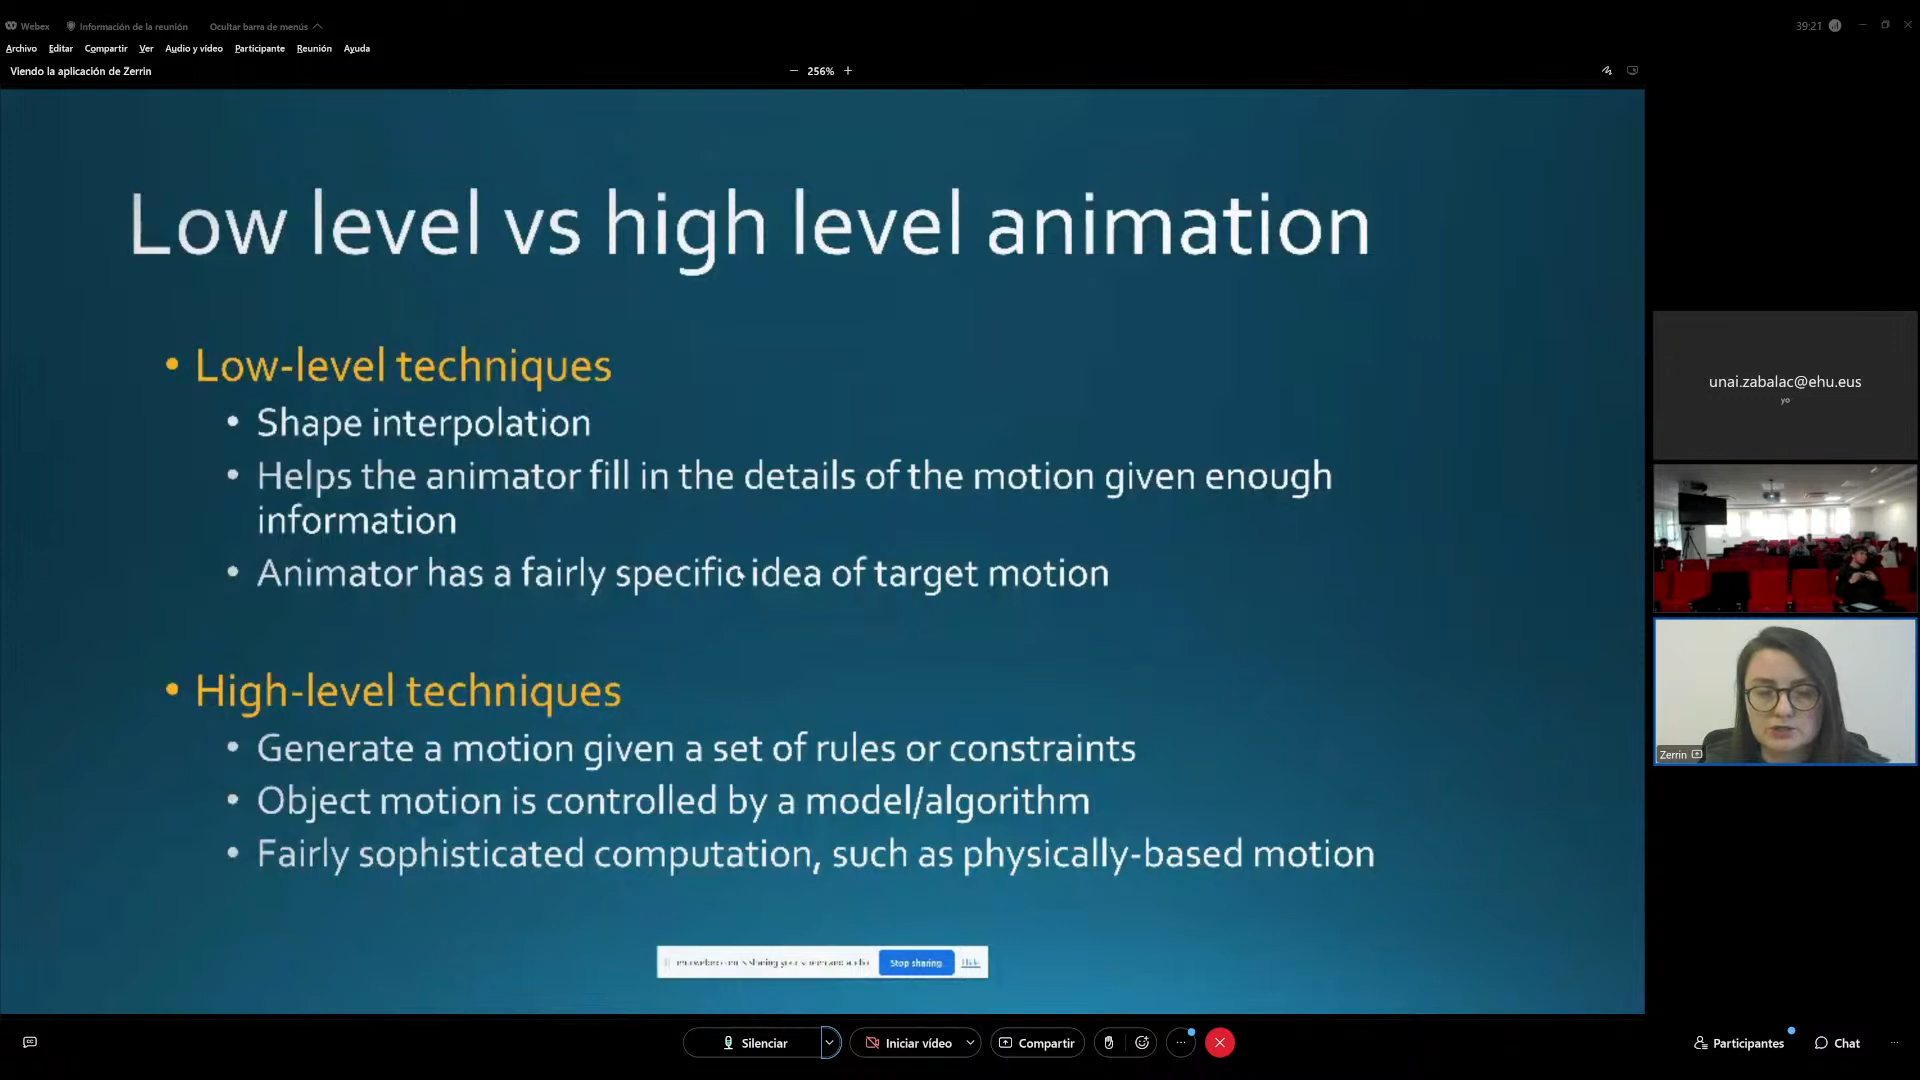 Webex Información de la reunión Ocultar barra de menús 39:21
Archivo Editar Compartir Ver Audio y vídeo Participante Reunión Ayuda
Viendo la aplicación de Zerrin
256%
Low level vs high level animation
• Low-level techniques
• Shape interpolation
• Helps the animator fill in the details of the motion given enough
information
• Animator has a fairly specific idea of target motion
• High-level techniques
• Generate a motion given a set of rules or constraints
• Object motion is controlled by a model/algorithm
• Fairly sophisticated computation, such as physically-based motion
Stop sharing
unai.zabalac@ehu.eus
yo
Zerrin
Silenciar Iniciar vídeo Compartir Participantes Chat